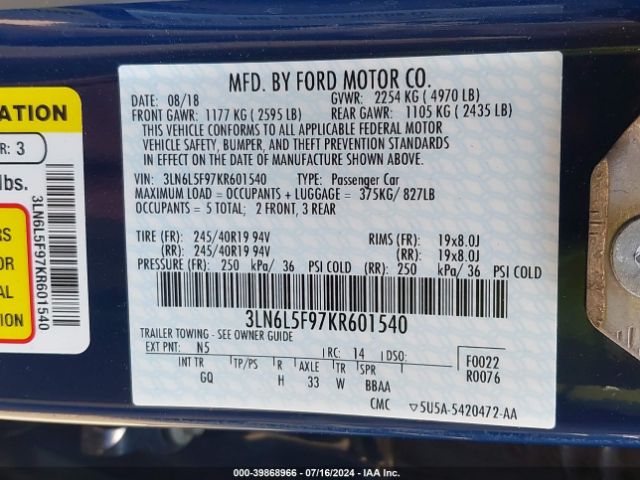 ATION
R: 3
lbs.
RS
OR
AL
TION
3LN6L5F97KR601540
MFD. BY FORD MOTOR CO.
DATE: 08/18 GVWR: 2254 KG ( 4970 LB)
FRONT GAWR: 1177 KG ( 2595 LB) REAR GAWR: 1105 KG ( 2435 LB)
THIS VEHICLE CONFORMS TO ALL APPLICABLE FEDERAL MOTOR
VEHICLE SAFETY, BUMPER, AND THEFT PREVENTION STANDARDS
IN EFFECT ON THE DATE OF MANUFACTURE SHOWN ABOVE.
VIN: 3LN6L5F97KR601540 TYPE: Passenger Car
MAXIMUM LOAD = OCCUPANTS + LUGGAGE = 375KG/ 827LB
OCCUPANTS = 5 TOTAL; 2 FRONT, 3 REAR
TIRE (FR): 245/40R19 94V RIMS (FR): 19x8.0J
(RR): 245/40R19 94V (RR): 19x8.0J
PRESSURE (FR): 250 kPa/ 36 PSI COLD (RR): 250 kPa/ 36 PSI COLD
3LN6L5F97KR601540
TRAILER TOWING - SEE OWNER GUIDE
EXT PNT: N5 RC: 14 DSO: F0022
INT TR TP/PS R AXLE TR SPR R0076
GQ H 33 W BBAA
CMC ▽5U5A-5420472-AA
000-39868966 - 07/16/2024 - IAA Inc.